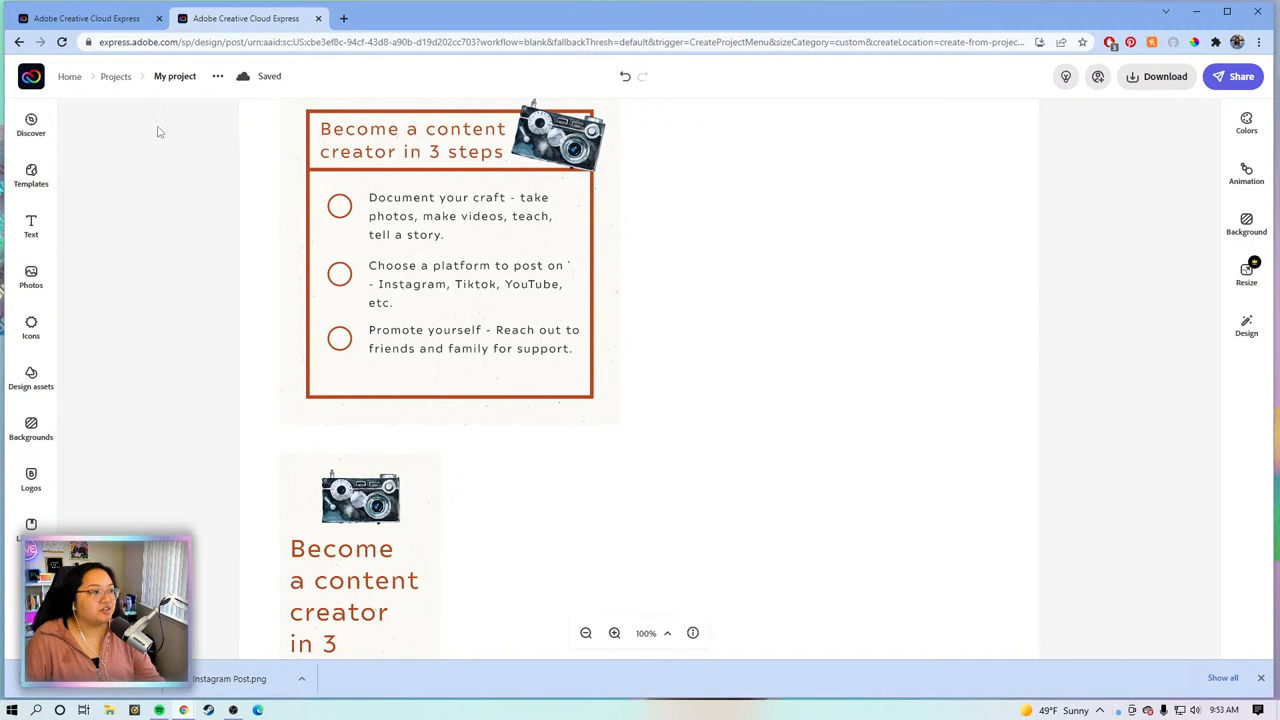 Adobe Creative Cloud Express
Adobe Creative Cloud Express
express.adobe.com/sp/design/post/urn:aaid:sc:US:cbe3ef8c-94cf-43d8-a90b-d19d202cc703?workflow=blank&fallbackThresh=default&trigger=CreateProjectMenu&sizeCategory=custom&createLocation=create-from-projec...
3
Home
Projects
My project
Saved
Download
Share
Discover
Templates
Text
Photos
Icons
Design assets
Backgrounds
Logos
Colors
Animation
Background
Resize
Design
Become a content
creator in 3 steps
Document your craft - take
photos, make videos, teach,
tell a story.
Choose a platform to post on `
- Instagram, Tiktok, YouTube,
etc.
Promote yourself - Reach out to
friends and family for support.
Become
a content
creator
in 3
100%
Instagram Post.png
Show all
49°F Sunny
9:53 AM